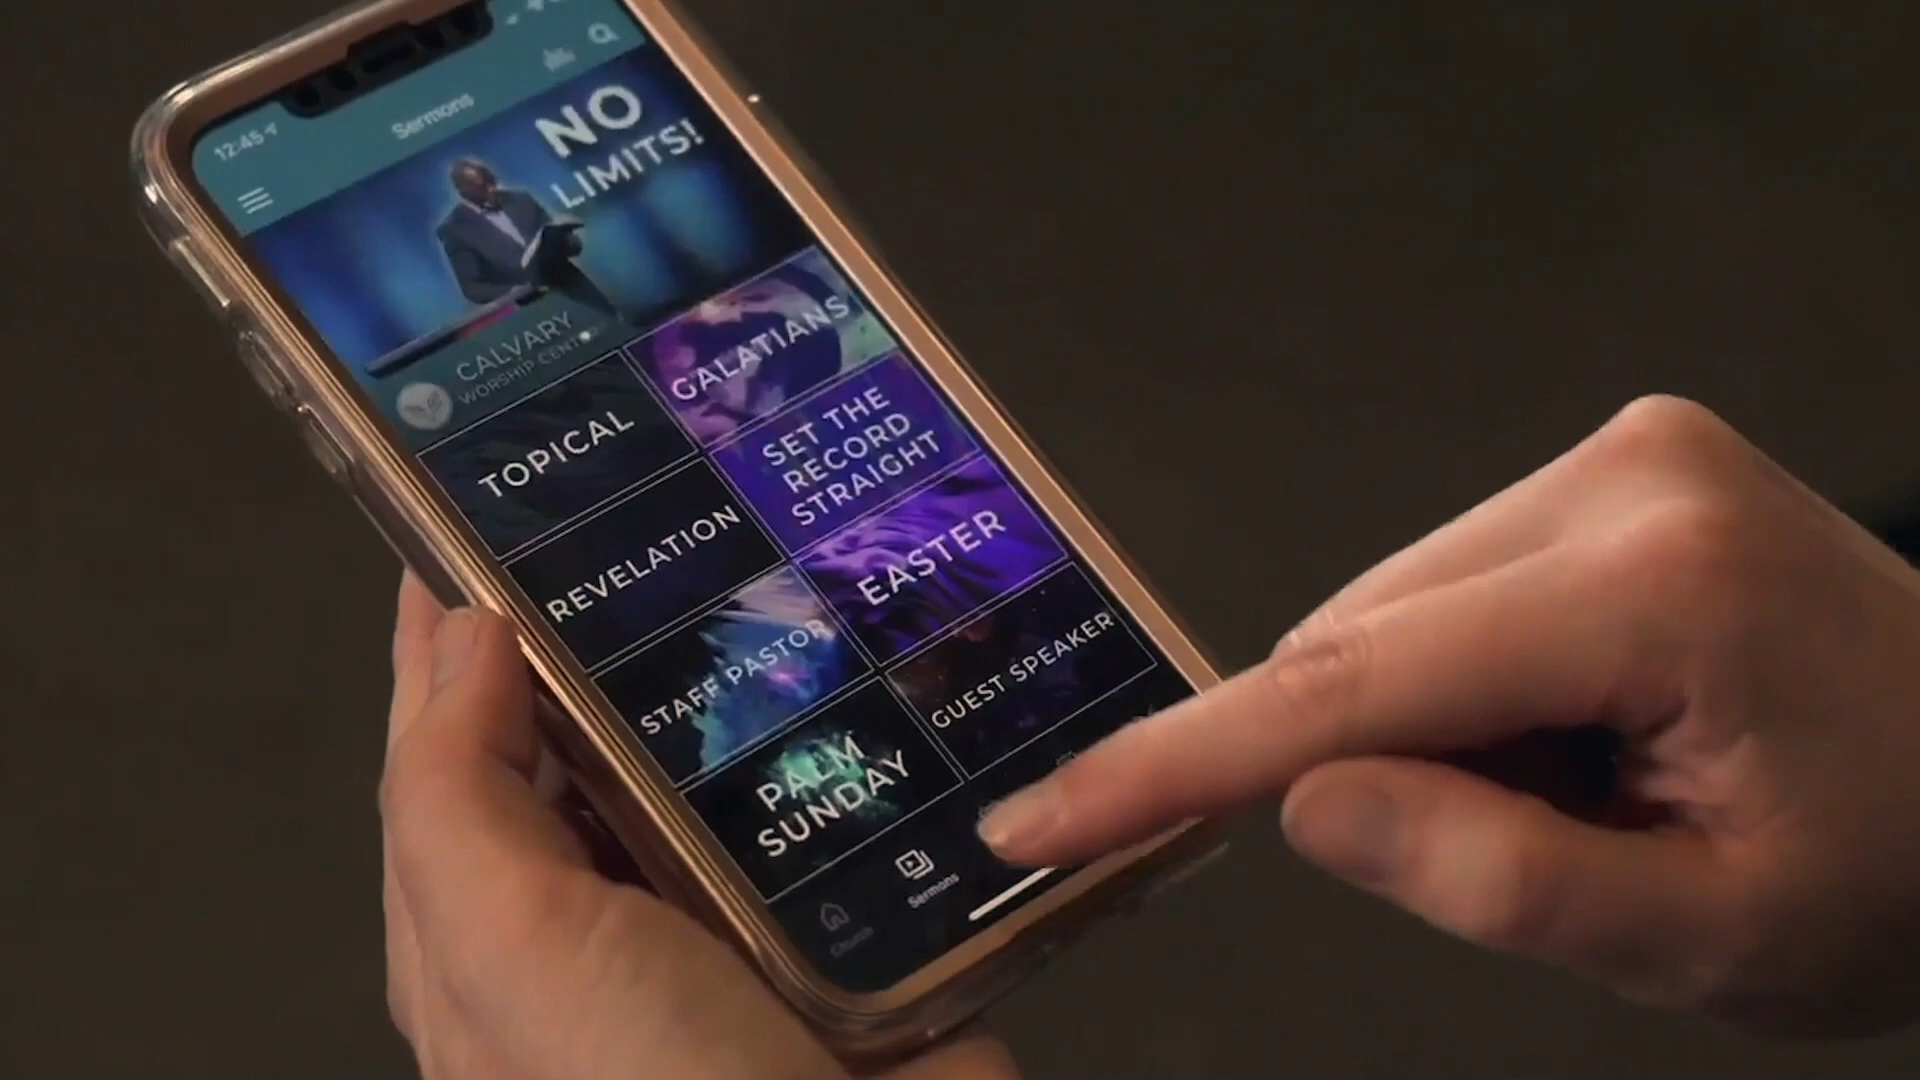 12:45
Sermons
NO
LIMITS!
CALVARY
WORSHIP CENTER
TOPICAL
GALATIANS
REVELATION
SET THE
RECORD
STRAIGHT
STAFF PASTOR
EASTER
PALM
SUNDAY
GUEST SPEAKER
Church
Sermons